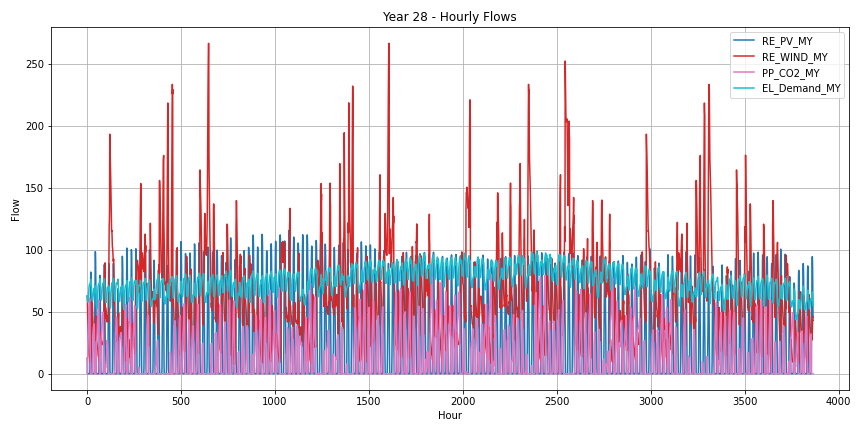 Year 28 - Hourly Flows
RE_PV_MY
RE_WIND_MY
PP_CO2_MY
EL_Demand_MY
Flow
250
200
150
100
50
0
0 500 1000 1500 2000 2500 3000 3500 4000
Hour